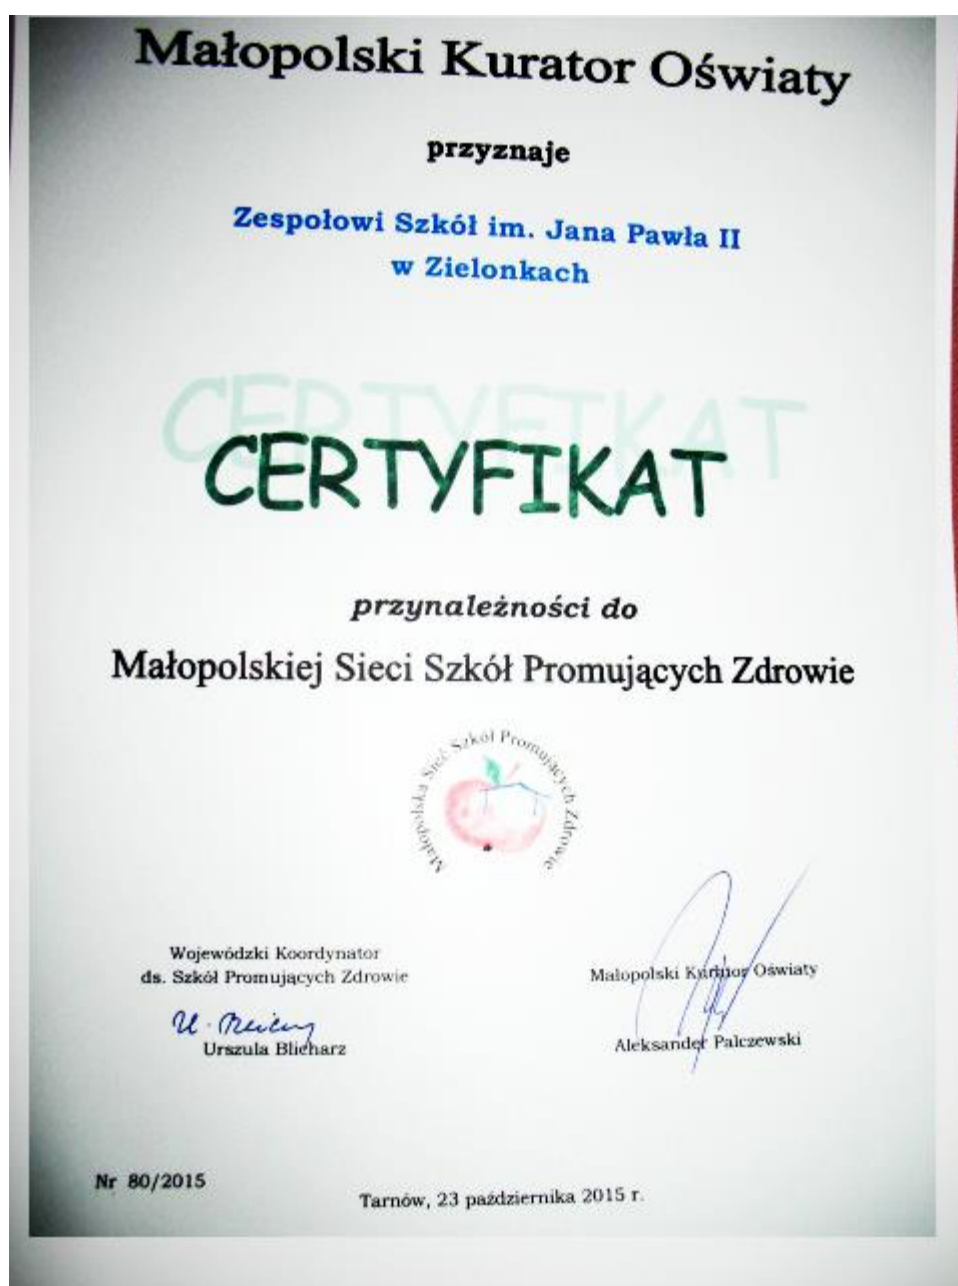 Małopolski Kurator Oświaty
przyznaje
Zespołowi Szkół im. Jana Pawła II
w Zielonkach
CERTYFIKAT
przynależności do
Małopolskiej Sieci Szkół Promujących Zdrowie
Małopolska Sieć Szkół Promujących Zdrowie
Wojewódzki Koordynator
ds. Szkół Promujących Zdrowie
Urszula Blicharz
Małopolski Kurator Oświaty
Aleksander Palczewski
Nr 80/2015
Tarnów, 23 października 2015 r.